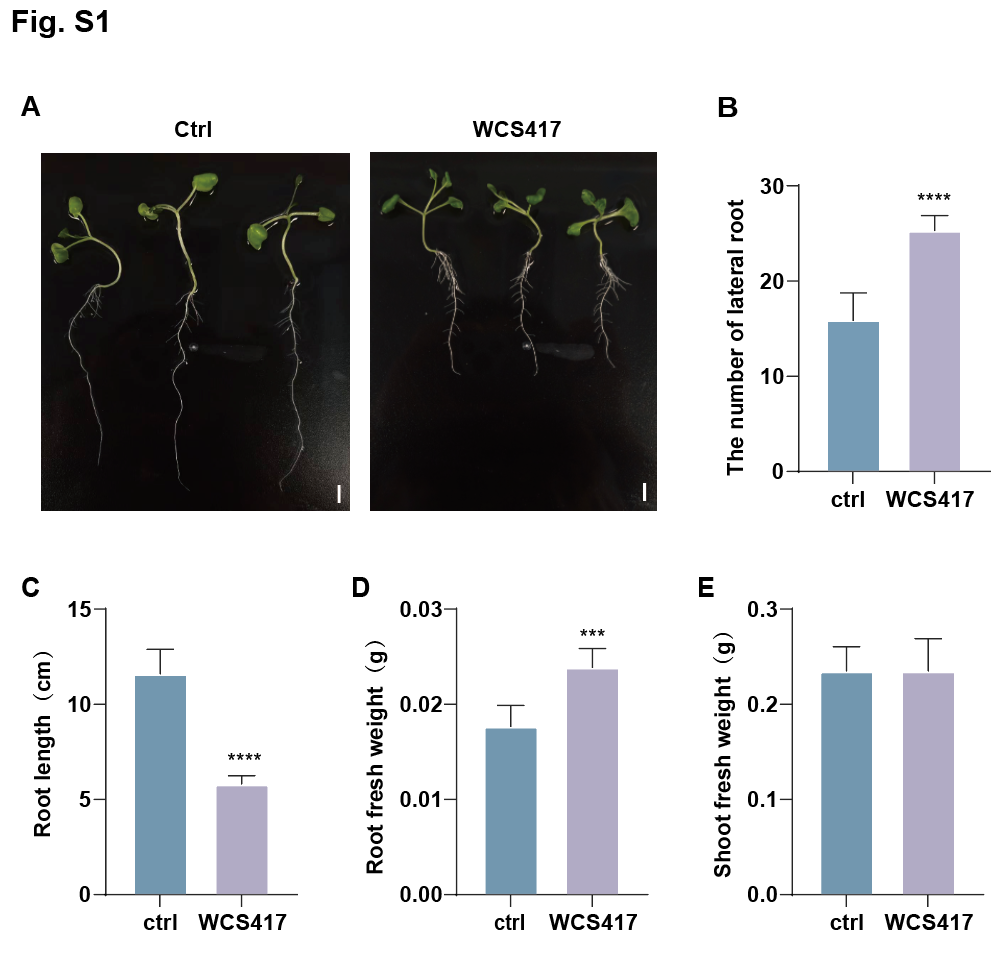 Fig. S1
A
Ctrl
WCS417
B
The number of lateral root
30
20
10
0
****
ctrl
WCS417
C
Root length（cm）
15
10
5
0
****
ctrl
WCS417
D
Root fresh weight（g）
0.03
0.02
0.01
0.00
***
ctrl
WCS417
E
Shoot fresh weight（g）
0.3
0.2
0.1
0.0
ctrl
WCS417